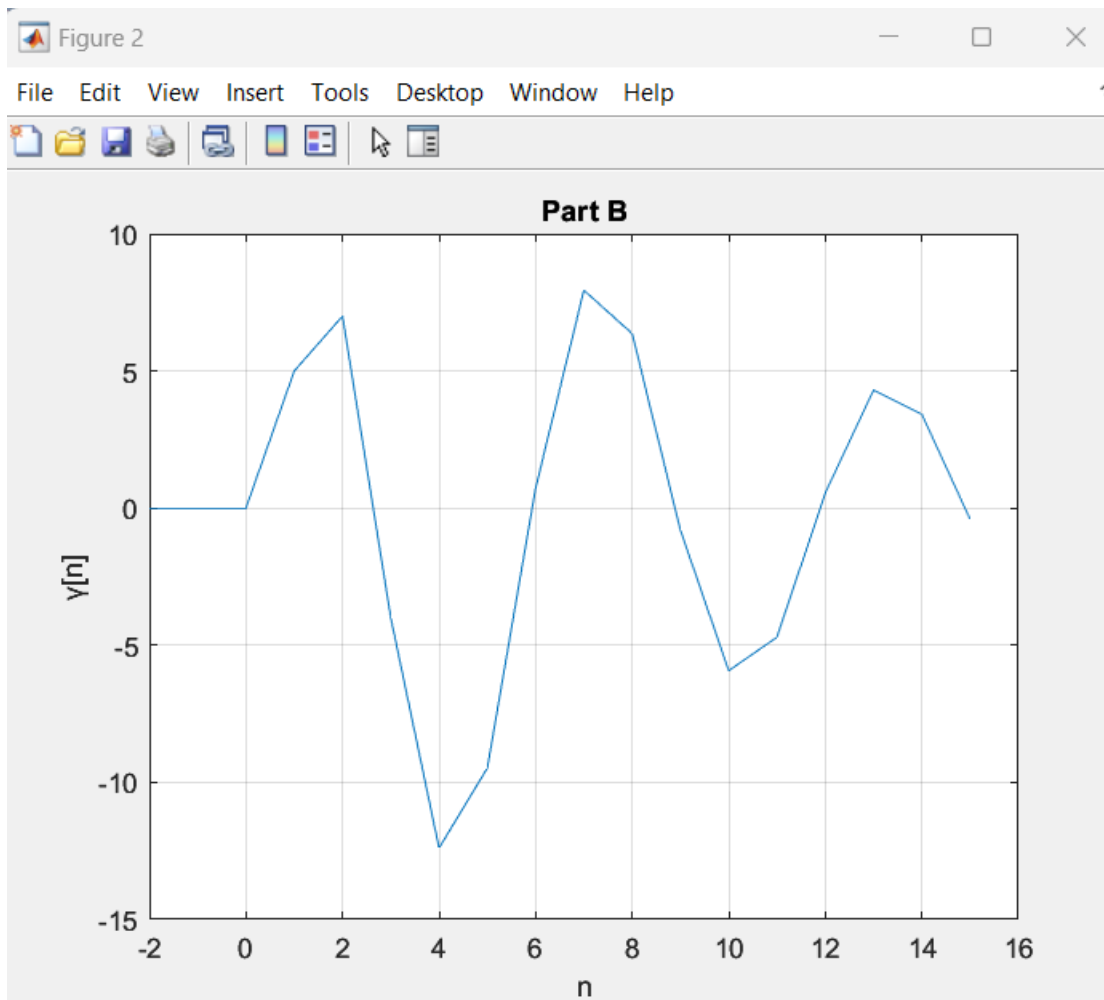 Figure 2
File Edit View Insert Tools Desktop Window Help
Part B
10
5
0
-5
-10
-15
y[n]
-2 0 2 4 6 8 10 12 14 16
n